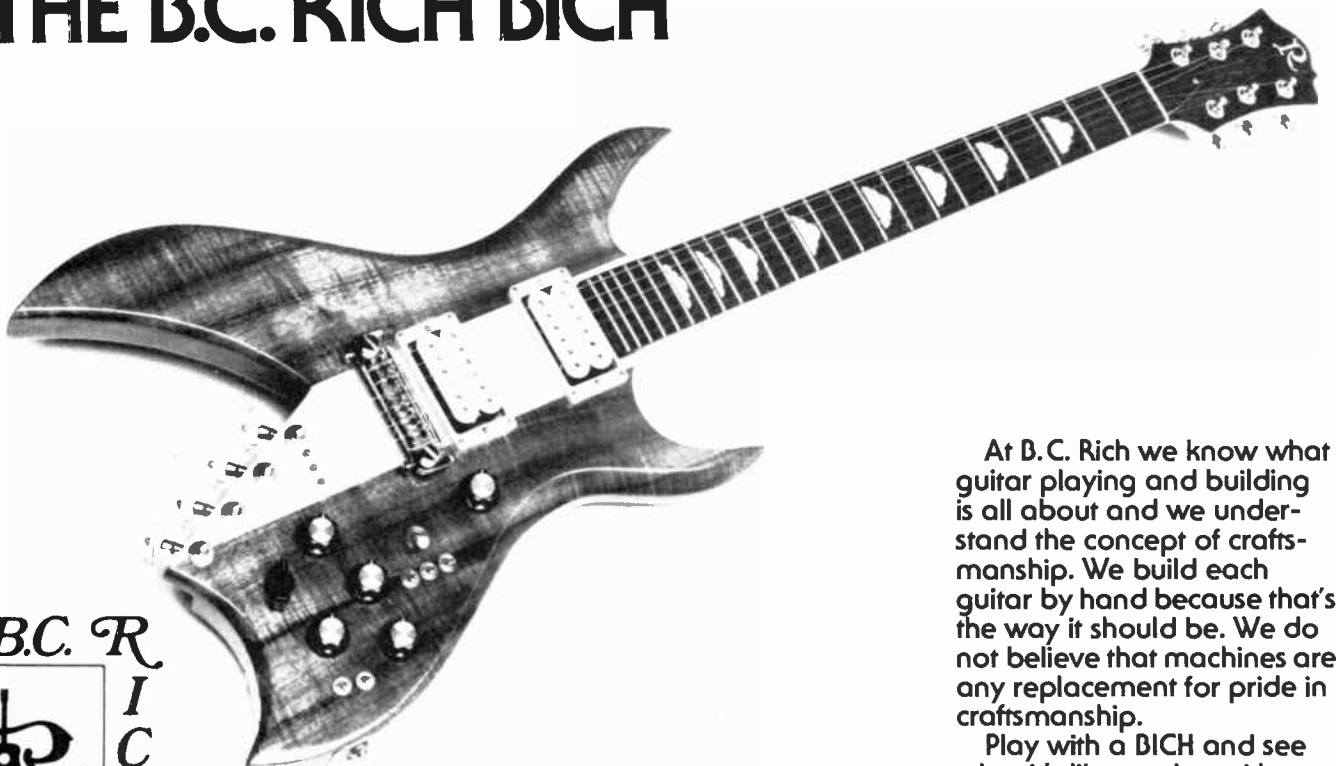 THE B.C. RICH BICH
R
B.C. R
I
C
At B.C. Rich we know what
guitar playing and building
is all about and we under-
stand the concept of crafts-
manship. We build each
guitar by hand because that's
the way it should be. We do
not believe that machines are
any replacement for pride in
craftsmanship.
Play with a BICH and see